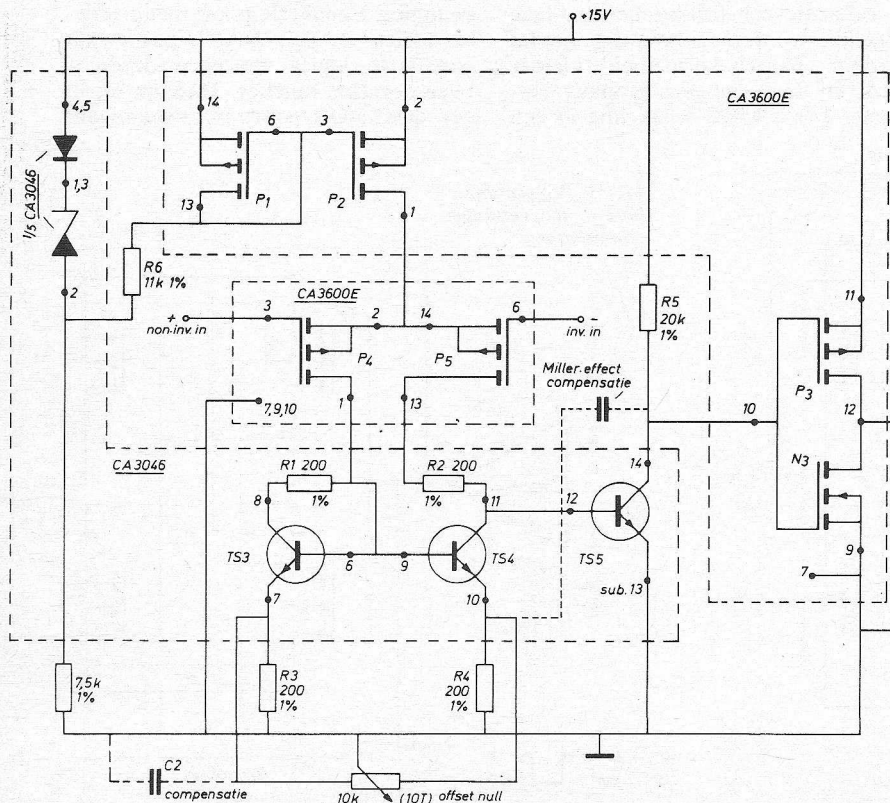 +15V
4,5
14
2
CA3600E
6
3
1,3
P1
P2
13
1
1/5 CA3046
R6
11k 1%
2
CA3600E
R5
20k
1%
11
+
3
2
14
6
−
non-inv. in
inv. in
P4
P5
Miller-effect
compensatie
P3
7,9,10
1
13
10
12
CA3046
R1 200
R2 200
14
N3
8
1%
1%
11
12
TS3
6
9
TS4
TS5
9
7
10
sub. 13
7
7,5k
1%
R3
200
1%
R4
200
1%
C2
compensatie
10k
(10T) offset null